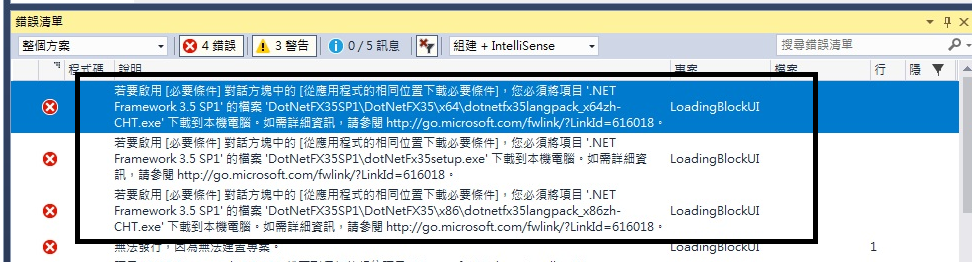 錯誤清單
整個方案 4 錯誤 3 警告 0 / 5 訊息 組建 + IntelliSense 搜尋錯誤清單
程式碼 說明 專案 檔案 行 隱
若要啟用 [必要條件] 對話方塊中的 [從應用程式的相同位置下載必要條件]，您必須將項目 '.NET
Framework 3.5 SP1' 的檔案 'DotNetFX35SP1\DotNetFX35\x64\dotnetfx35langpack_x64zh-
CHT.exe' 下載到本機電腦。如需詳細資訊，請參閱 http://go.microsoft.com/fwlink/?LinkId=616018。
LoadingBlockUI
若要啟用 [必要條件] 對話方塊中的 [從應用程式的相同位置下載必要條件]，您必須將項目 '.NET
Framework 3.5 SP1' 的檔案 'DotNetFX35SP1\dotNetFx35setup.exe' 下載到本機電腦。如需詳細資
訊，請參閱 http://go.microsoft.com/fwlink/?LinkId=616018。
LoadingBlockUI
若要啟用 [必要條件] 對話方塊中的 [從應用程式的相同位置下載必要條件]，您必須將項目 '.NET
Framework 3.5 SP1' 的檔案 'DotNetFX35SP1\DotNetFX35\x86\dotnetfx35langpack_x86zh-
CHT.exe' 下載到本機電腦。如需詳細資訊，請參閱 http://go.microsoft.com/fwlink/?LinkId=616018。
LoadingBlockUI
無法發行，因為無法建置專案。 LoadingBlockUI 1